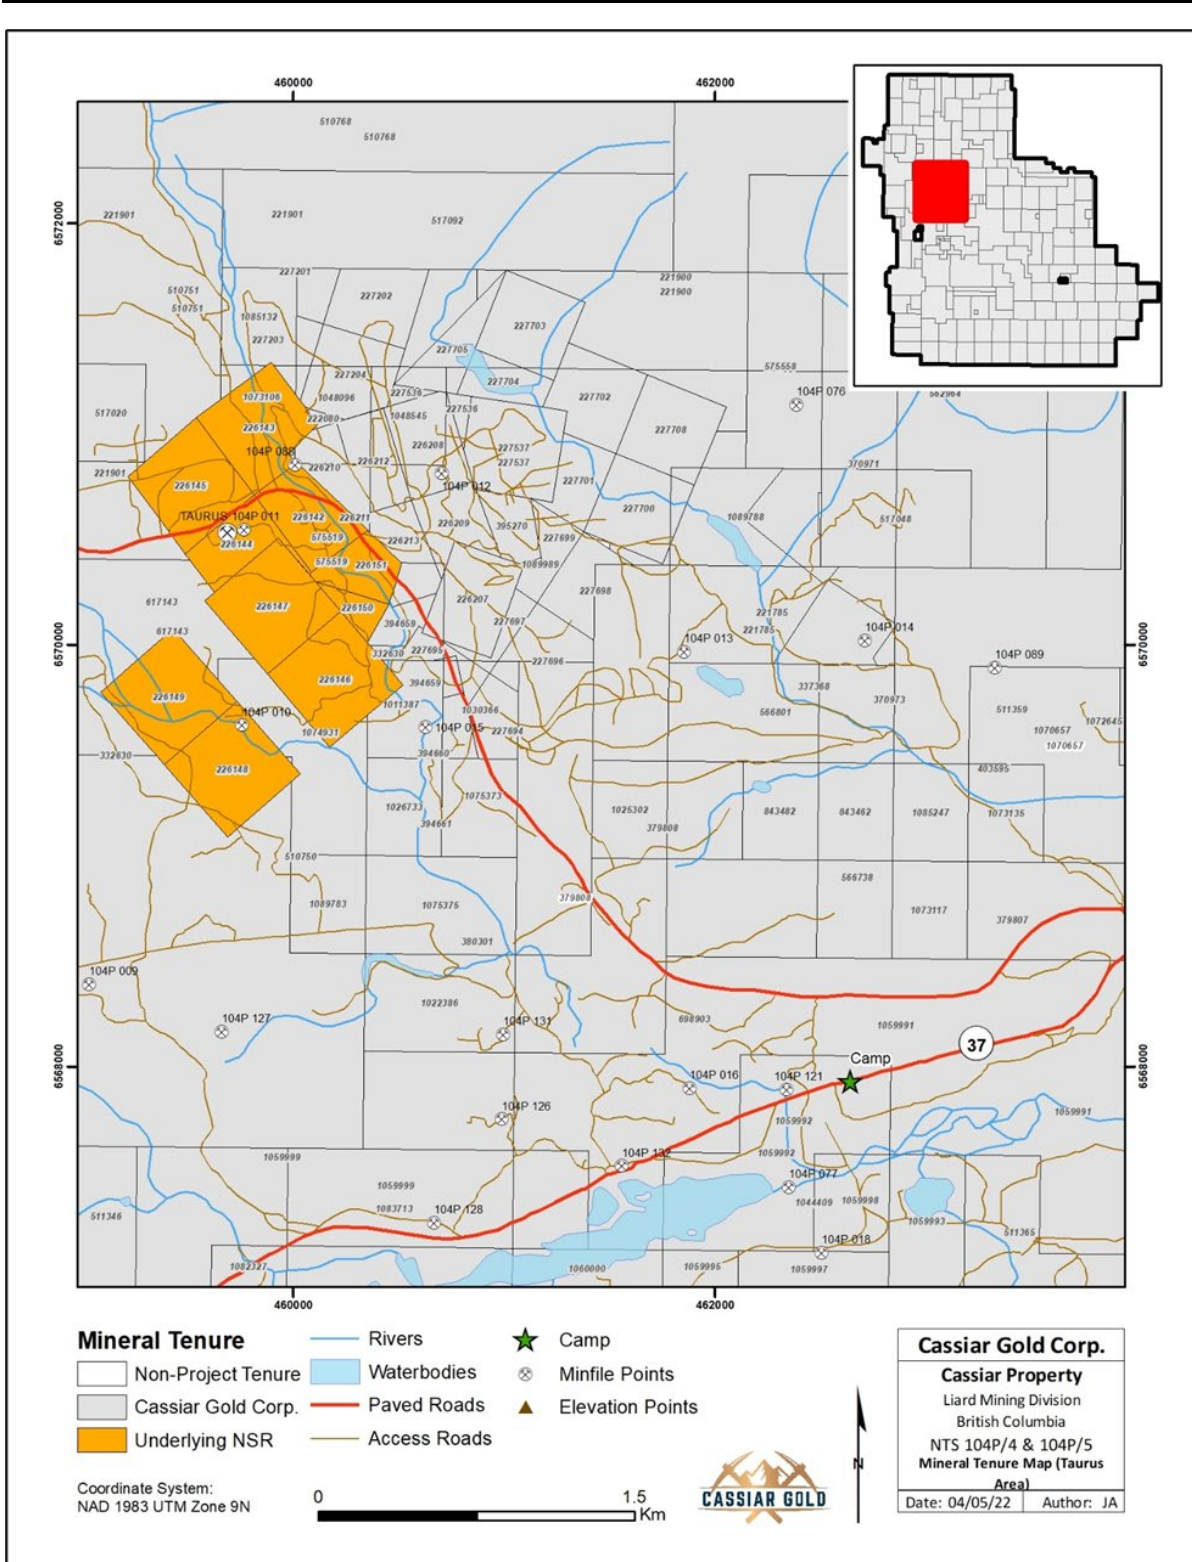 460000
462000
510768
510768
221901
221901
517092
6572000
227201
221900
221900
510751
227202
510751
1085132
227703
227203
227705
575558
227204
227704
562964
1073106
1048096
227536
227702
104P 076
517020
222080
1048545
227536
226143
227708
226208
104P 088
227537
226212
227537
370971
221901
226210
226145
104P 012
227701
227700
TAURUS 104P 011
226142
226211
226209
395270
1089788
517048
575519
227699
226144
226213
575519
226151
1089989
227698
617143
226147
226150
226207
221785
394659
227697
221785
104P 014
617143
104P 013
6570000
6570000
332630
227695
227696
104P 089
226146
394659
337368
226149
370973
1011387
1030366
566801
511359
104P 010
104P 015
1072645
1074931
227694
1070657
332630
394660
1070657
226148
403595
1075373
1026733
1025302
843482
843462
1085247
1073135
394661
379808
510750
566738
1089783
1075375
379808
1073117
379807
380301
104P 009
1022386
104P 127
104P 131
698903
1059991
37
Camp
6568000
6568000
104P 016
104P 121
104P 126
1059991
1059992
104P 132
1059992
1059999
104P 077
1059999
1044409
1059998
1083713
104P 128
511346
1059993
511365
104P 018
1082327
1060000
1059995
1059997
460000
462000
Mineral Tenure
Non-Project Tenure
Cassiar Gold Corp.
Underlying NSR
Rivers
Waterbodies
Paved Roads
Access Roads
Camp
Minfile Points
Elevation Points
Coordinate System:
NAD 1983 UTM Zone 9N
0
1.5
Km
CASSIAR GOLD
N
Cassiar Gold Corp.
Cassiar Property
Liard Mining Division
British Columbia
NTS 104P/4 & 104P/5
Mineral Tenure Map (Taurus
Area)
Date: 04/05/22
Author: JA